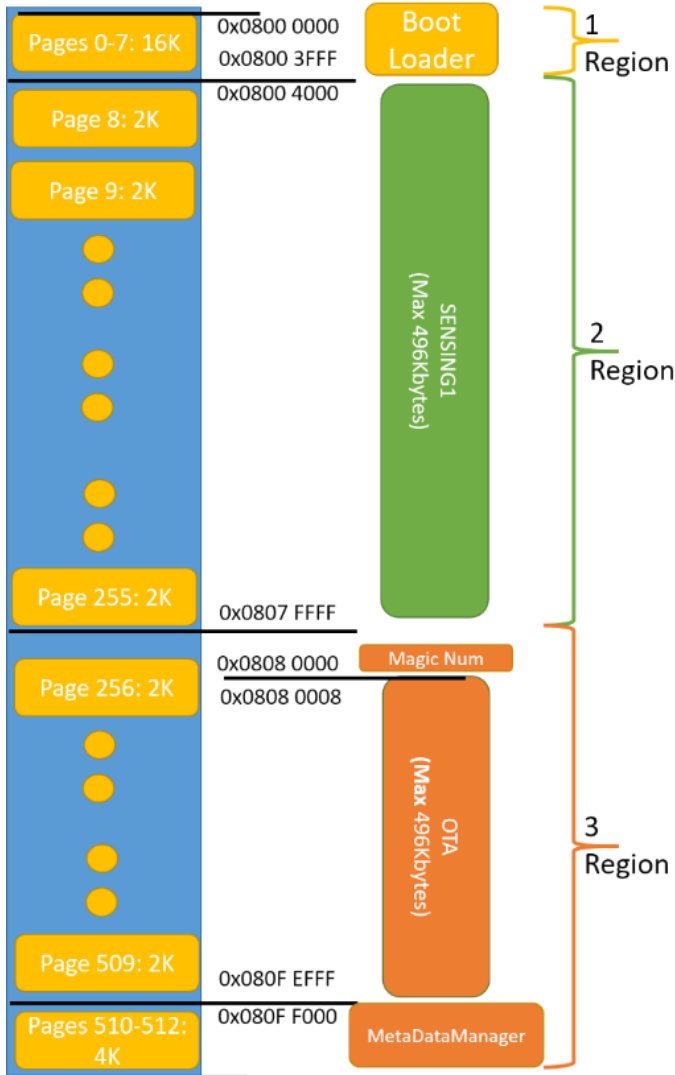 Pages 0-7: 16K
0x0800 0000
0x0800 3FFF
Boot
Loader
1
Region
0x0800 4000
Page 8: 2K
Page 9: 2K
SENSING1
(Max 496Kbytes)
2
Region
Page 255: 2K
0x0807 FFFF
Magic Num
0x0808 0000
Page 256: 2K
0x0808 0008
OTA
(Max 496Kbytes)
3
Region
Page 509: 2K
0x080F EFFF
0x080F F000
Pages 510-512:
4K
MetaDataManager